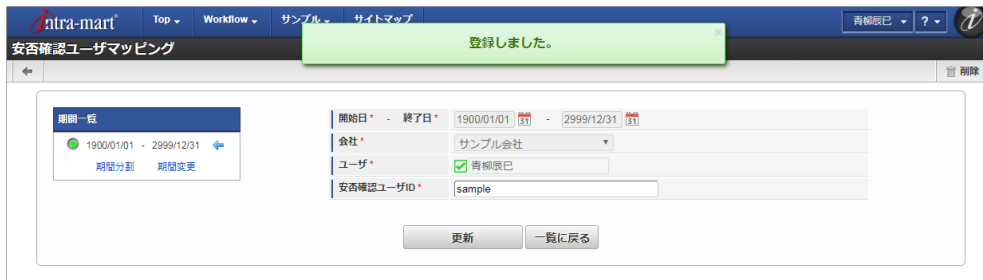 intra-mart Top Workflow サンプル サイトマップ 青柳辰巳 ?
登録しました。 ×
安否確認ユーザマッピング
削除
期間一覧
1900/01/01 - 2999/12/31
期間分割 期間変更
開始日* - 終了日* 1900/01/01 31 - 2999/12/31 31
会社* サンプル会社
ユーザ* 青柳辰巳
安否確認ユーザID* sample
更新 一覧に戻る